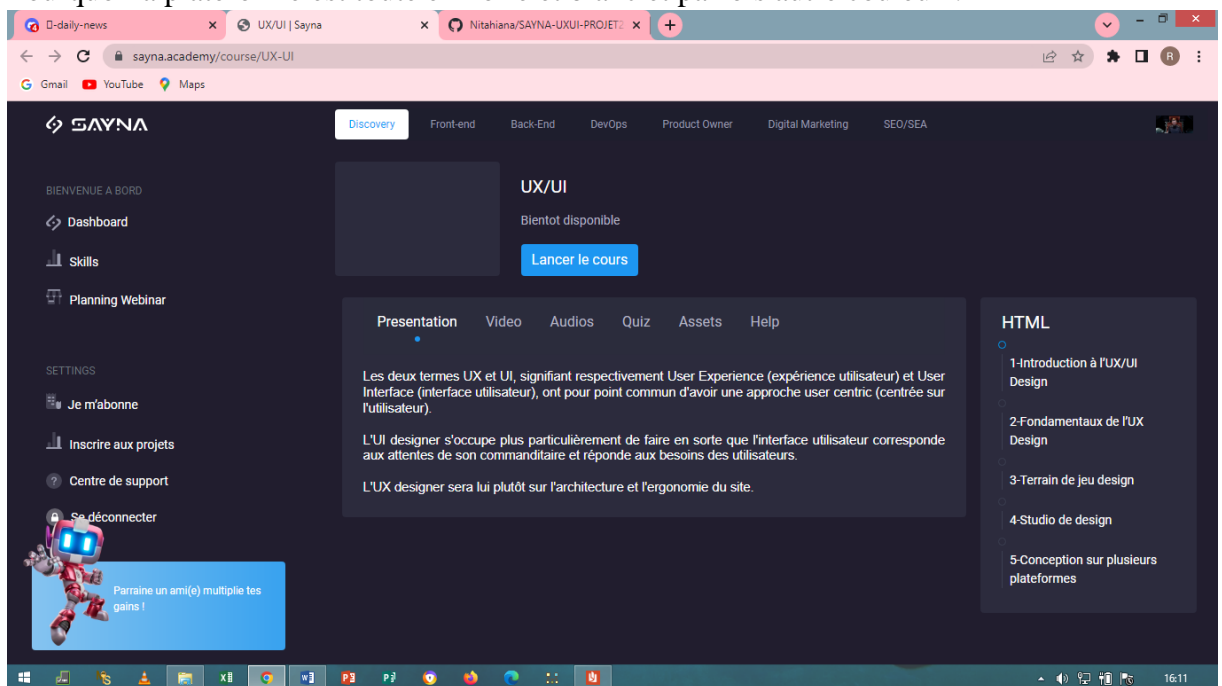 -daily-news
UX/UI | Sayna
Nitahiana/SAYNA-UXUI-PROJET2
sayna.academy/course/UX-UI
R
Gmail
YouTube
Maps
SAYNA
Discovery
Front-end
Back-End
DevOps
Product Owner
Digital Marketing
SEO/SEA
BIENVENUE A BORD
Dashboard
Skills
Planning Webinar
SETTINGS
Je m'abonne
Inscrire aux projets
Centre de support
Se déconnecter
Parraine un ami(e) multiplie tes
gains !
UX/UI
Bientot disponible
Lancer le cours
Presentation
Video
Audios
Quiz
Assets
Help
Les deux termes UX et UI, signifiant respectivement User Experience (expérience utilisateur) et User
Interface (interface utilisateur), ont pour point commun d'avoir une approche user centric (centrée sur
l'utilisateur).
L'UI designer s'occupe plus particulièrement de faire en sorte que l'interface utilisateur corresponde
aux attentes de son commanditaire et réponde aux besoins des utilisateurs.
L'UX designer sera lui plutôt sur l'architecture et l'ergonomie du site.
HTML
1-Introduction à l'UX/UI
Design
2-Fondamentaux de l'UX
Design
3-Terrain de jeu design
4-Studio de design
5-Conception sur plusieurs
plateformes
16:11